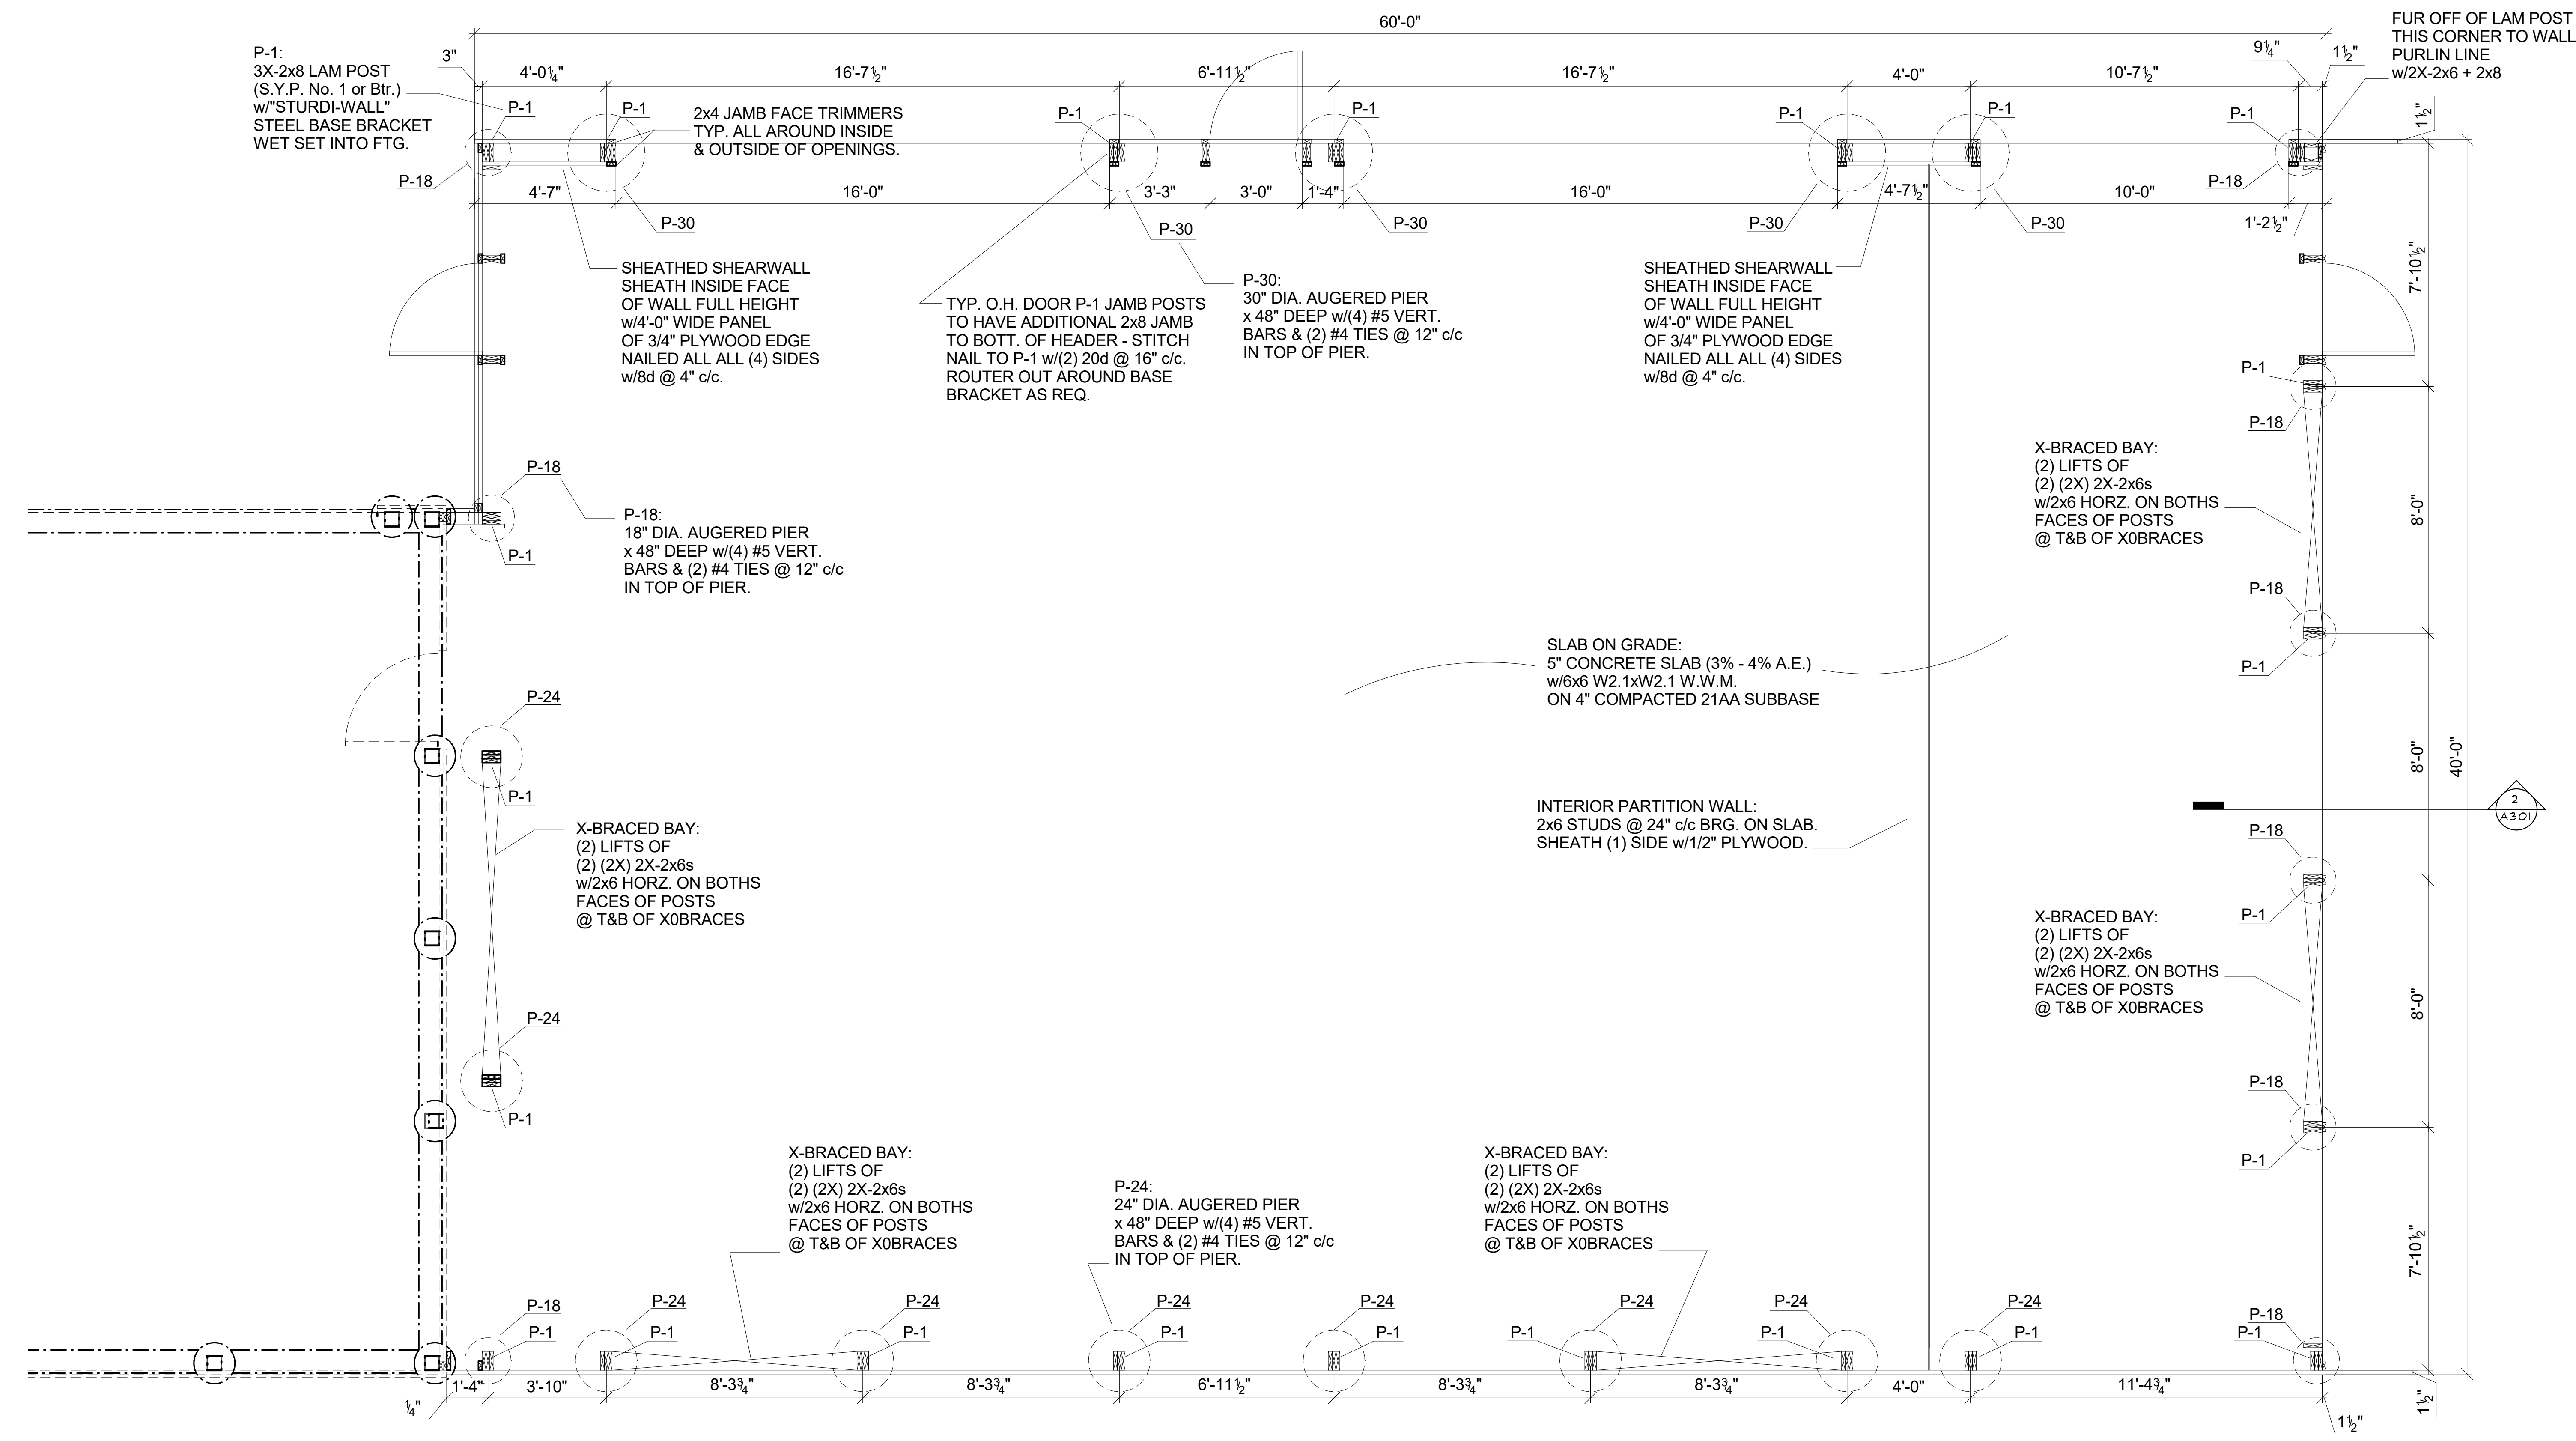 60'-0"
FUR OFF OF LAM POST
THIS CORNER TO WALL
PURLIN LINE
w/2X-2x6 + 2x8
P-1:
3X-2x8 LAM POST
(S.Y.P. No. 1 or Btr.)
w/"STURDI-WALL"
STEEL BASE BRACKET
WET SET INTO FTG.
3"
4'-0¼"
16'-7½"
6'-11½"
16'-7½"
4'-0"
10'-7½"
9¼"
1½"
1½"
P-1
P-1
2x4 JAMB FACE TRIMMERS
TYP. ALL AROUND INSIDE
& OUTSIDE OF OPENINGS.
P-1
P-1
P-1
P-1
P-1
P-18
P-18
4'-7"
16'-0"
3'-3"
3'-0"
1'-4"
16'-0"
4'-7½"
10'-0"
1'-2½"
P-30
P-30
P-30
P-30
P-30
SHEATHED SHEARWALL
SHEATH INSIDE FACE
OF WALL FULL HEIGHT
w/4'-0" WIDE PANEL
OF 3/4" PLYWOOD EDGE
NAILED ALL ALL (4) SIDES
w/8d @ 4" c/c.
TYP. O.H. DOOR P-1 JAMB POSTS
TO HAVE ADDITIONAL 2x8 JAMB
TO BOTT. OF HEADER - STITCH
NAIL TO P-1 w/(2) 20d @ 16" c/c.
ROUTER OUT AROUND BASE
BRACKET AS REQ.
P-30:
30" DIA. AUGERED PIER
x 48" DEEP w/(4) #5 VERT.
BARS & (2) #4 TIES @ 12" c/c
IN TOP OF PIER.
SHEATHED SHEARWALL
SHEATH INSIDE FACE
OF WALL FULL HEIGHT
w/4'-0" WIDE PANEL
OF 3/4" PLYWOOD EDGE
NAILED ALL ALL (4) SIDES
w/8d @ 4" c/c.
7'-10½"
P-1
P-18
P-18
P-1
P-18:
18" DIA. AUGERED PIER
x 48" DEEP w/(4) #5 VERT.
BARS & (2) #4 TIES @ 12" c/c
IN TOP OF PIER.
X-BRACED BAY:
(2) LIFTS OF
(2) (2X) 2X-2x6s
w/2x6 HORZ. ON BOTHS
FACES OF POSTS
@ T&B OF X0BRACES
8'-0"
P-18
P-1
SLAB ON GRADE:
5" CONCRETE SLAB (3% - 4% A.E.)
w/6x6 W2.1xW2.1 W.W.M.
ON 4" COMPACTED 21AA SUBBASE
P-24
P-1
8'-0"
40'-0"
2
A301
INTERIOR PARTITION WALL:
2x6 STUDS @ 24" c/c BRG. ON SLAB.
SHEATH (1) SIDE w/1/2" PLYWOOD.
X-BRACED BAY:
(2) LIFTS OF
(2) (2X) 2X-2x6s
w/2x6 HORZ. ON BOTHS
FACES OF POSTS
@ T&B OF X0BRACES
P-18
P-1
X-BRACED BAY:
(2) LIFTS OF
(2) (2X) 2X-2x6s
w/2x6 HORZ. ON BOTHS
FACES OF POSTS
@ T&B OF X0BRACES
8'-0"
P-24
P-1
P-18
P-1
X-BRACED BAY:
(2) LIFTS OF
(2) (2X) 2X-2x6s
w/2x6 HORZ. ON BOTHS
FACES OF POSTS
@ T&B OF X0BRACES
P-24:
24" DIA. AUGERED PIER
x 48" DEEP w/(4) #5 VERT.
BARS & (2) #4 TIES @ 12" c/c
IN TOP OF PIER.
X-BRACED BAY:
(2) LIFTS OF
(2) (2X) 2X-2x6s
w/2x6 HORZ. ON BOTHS
FACES OF POSTS
@ T&B OF X0BRACES
7'-10½"
P-18
P-24
P-24
P-24
P-24
P-24
P-24
P-24
P-18
P-1
P-1
P-1
P-1
P-1
P-1
P-1
P-1
P-1
1'-4"
3'-10"
8'-3¾"
8'-3¾"
6'-11½"
8'-3¾"
8'-3¾"
4'-0"
11'-4¾"
¼"
1½"
1½"